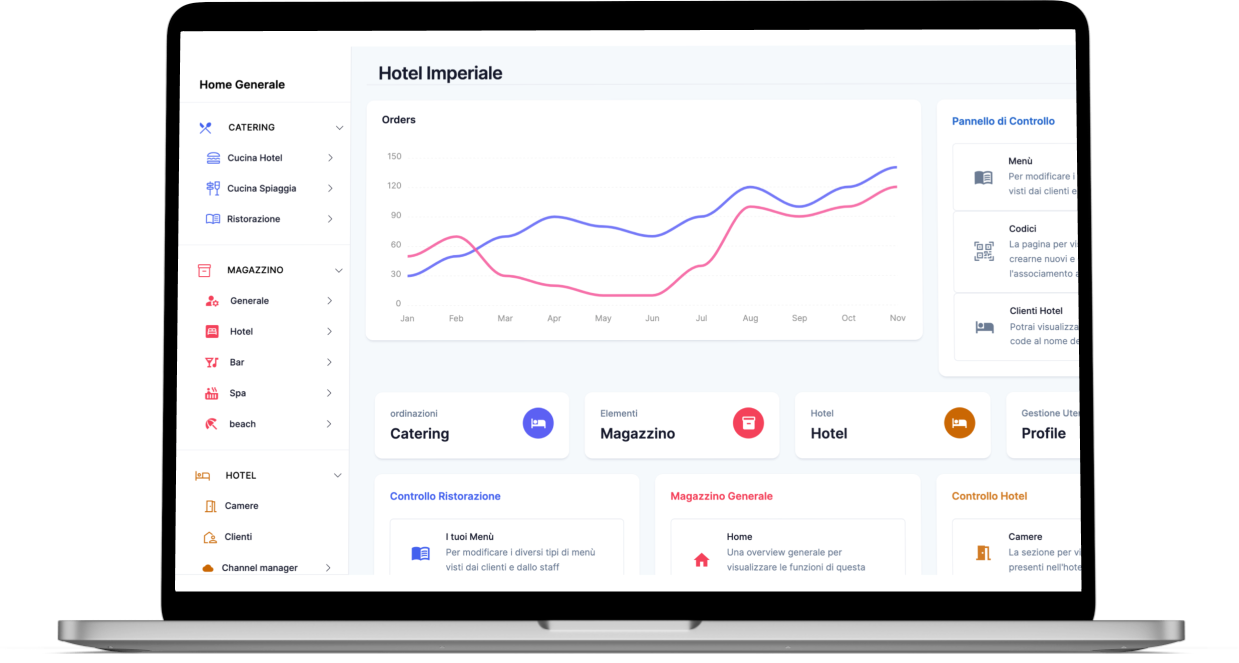 Home Generale
CATERING
Cucina Hotel
Cucina Spiaggia
Ristorazione
MAGAZZINO
Generale
Hotel
Bar
Spa
beach
HOTEL
Camere
Clienti
Channel manager
Hotel Imperiale
Orders
150
120
90
60
30
0
Jan Feb Mar Apr May Jun Jul Aug Sep Oct Nov
Pannello di Controllo
Menù
Per modificare i
visti dai clienti e
Codici
La pagina per vi
crearne nuovi e
l'associamento a
Clienti Hotel
Potrai visualizza
code al nome de
ordinazioni
Catering
Elementi
Magazzino
Hotel
Hotel
Gestione Uten
Profile
Controllo Ristorazione
I tuoi Menù
Per modificare i diversi tipi di menù
visti dai clienti e dallo staff
Magazzino Generale
Home
Una overview generale per
visualizzare le funzioni di questa
Controllo Hotel
Camere
La sezione per vi
presenti nell'hote